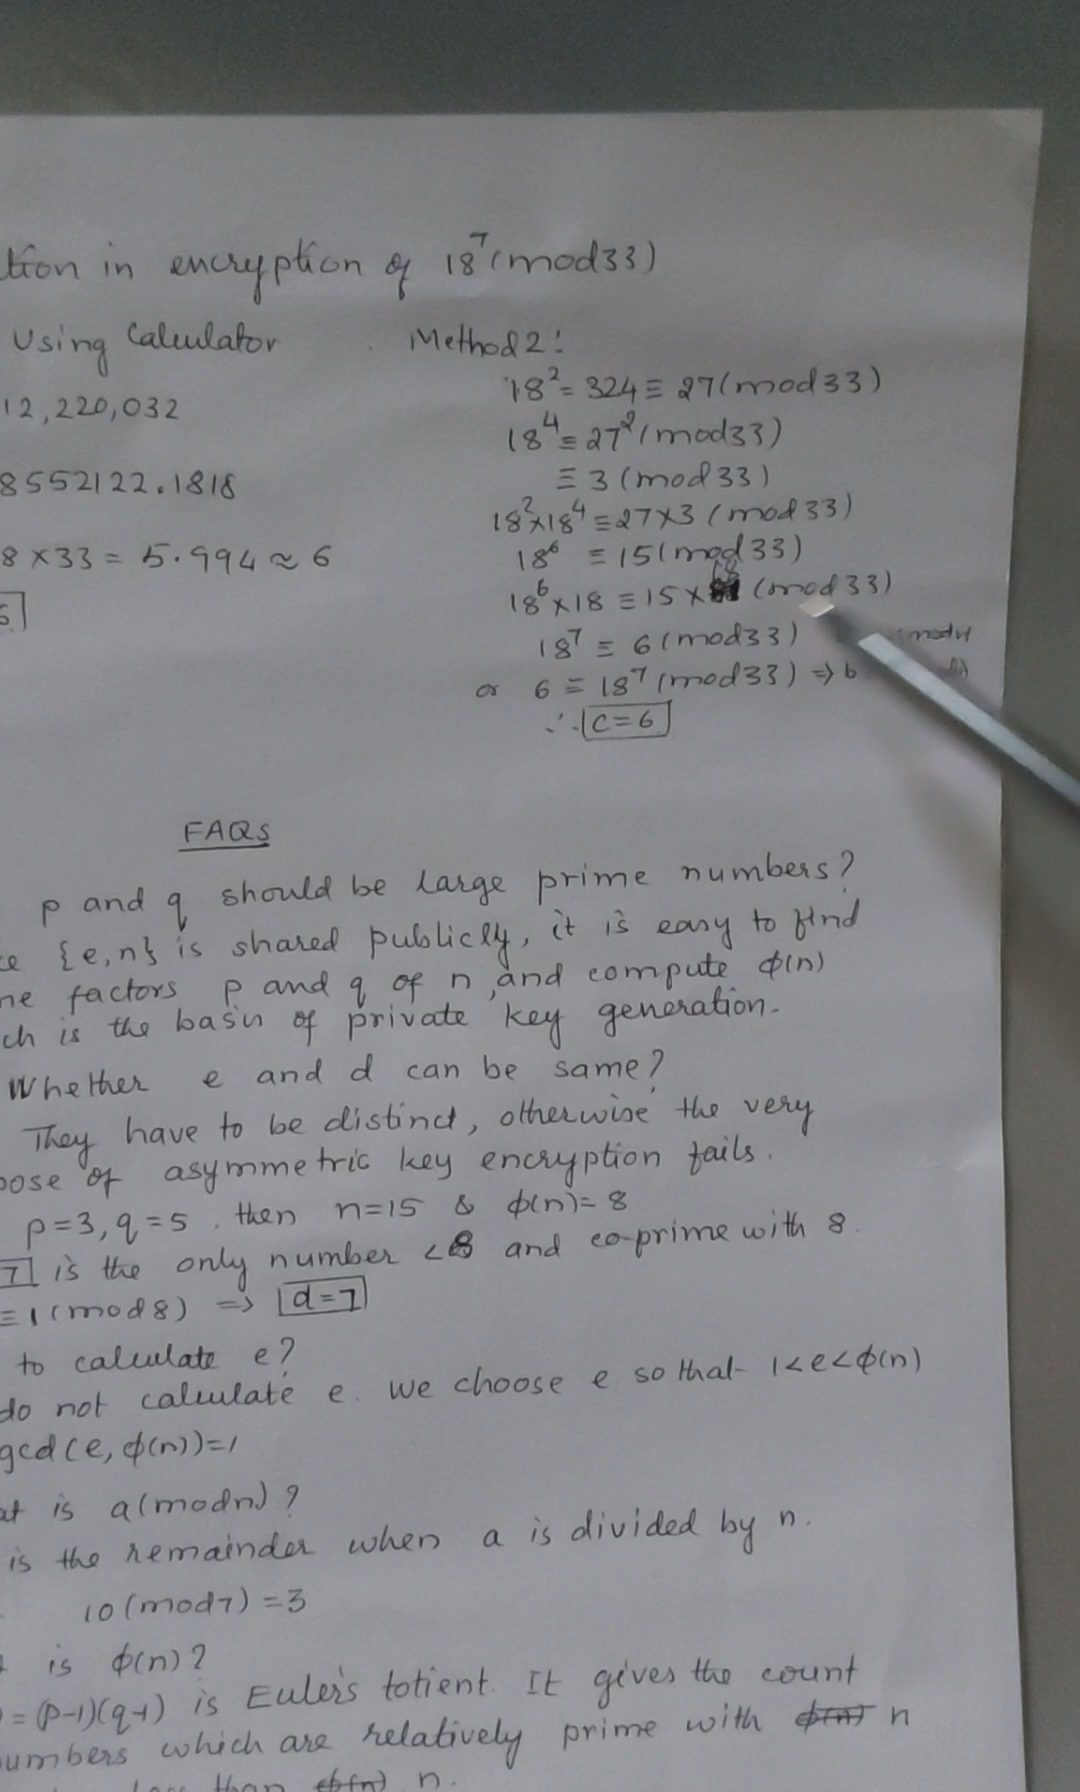 tion in encryption of 18⁷(mod33)
Using Calculator
12,220,032
8552122.1818
8×33 = 5.994 ≈ 6
Method 2:
18² = 324 ≡ 27(mod33)
18⁴ ≡ 27²(mod33)
≡ 3 (mod 33)
18²×18⁴ ≡ 27×3 (mod 33)
18⁶ ≡ 15(mod 33)
18⁶×18 ≡ 15×18 (mod 33)
18⁷ ≡ 6(mod33)
or 6 ≡ 18⁷(mod33) ⇒ 6
∴ C=6
FAQs
p and q should be large prime numbers?
{e,n} is shared publicly, it is easy to find
factors p and q of n, and compute ϕ(n)
ch is the basis of private key generation.
Whether e and d can be same?
They have to be distinct, otherwise the very
pose of asymmetric key encryption fails.
p=3, q=5, then n=15 & ϕ(n)=8
7 is the only number <8 and co-prime with 8.
≡1(mod8) ⇒ d=7
to calculate e?
do not calculate e. we choose e so that 1<e<ϕ(n)
gcd(e, ϕ(n))=1
at is a(modn)?
is the remainder when a is divided by n.
10(mod7) = 3
is ϕ(n)?
= (p-1)(q-1) is Euler's totient. It gives the count
umbers which are relatively prime with ϕ(n) n
than ϕ(n) n.